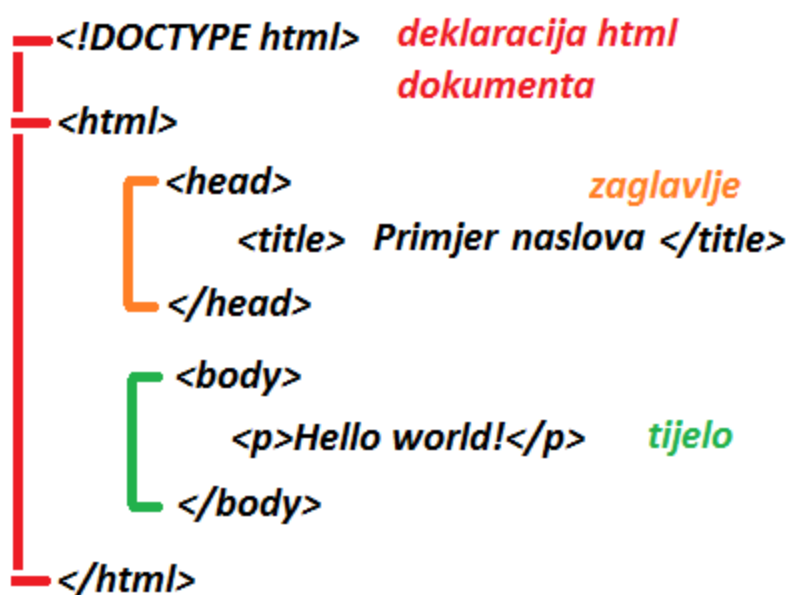 <!DOCTYPE html> deklaracija html
dokumenta
<html>
<head> zaglavlje
<title> Primjer naslova </title>
</head>
<body>
<p>Hello world!</p> tijelo
</body>
</html>